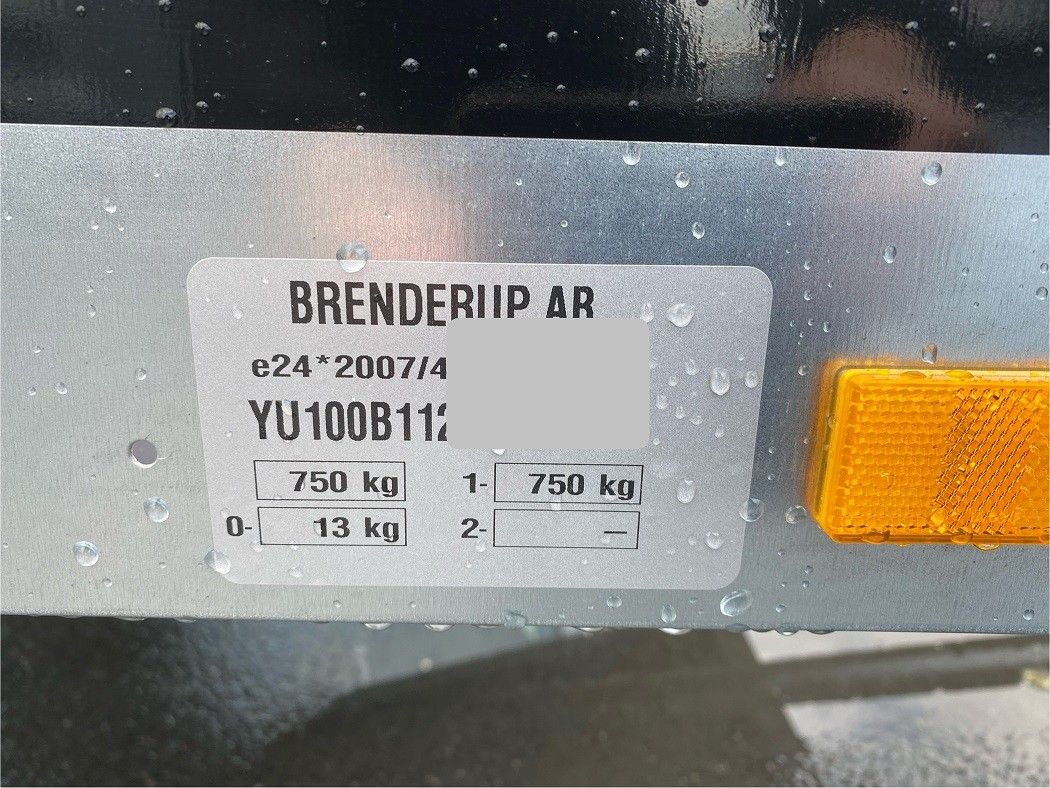 BRENDERUP AB
e24*2007/4
YU100B112
750 kg 1- 750 kg
0- 13 kg 2- —